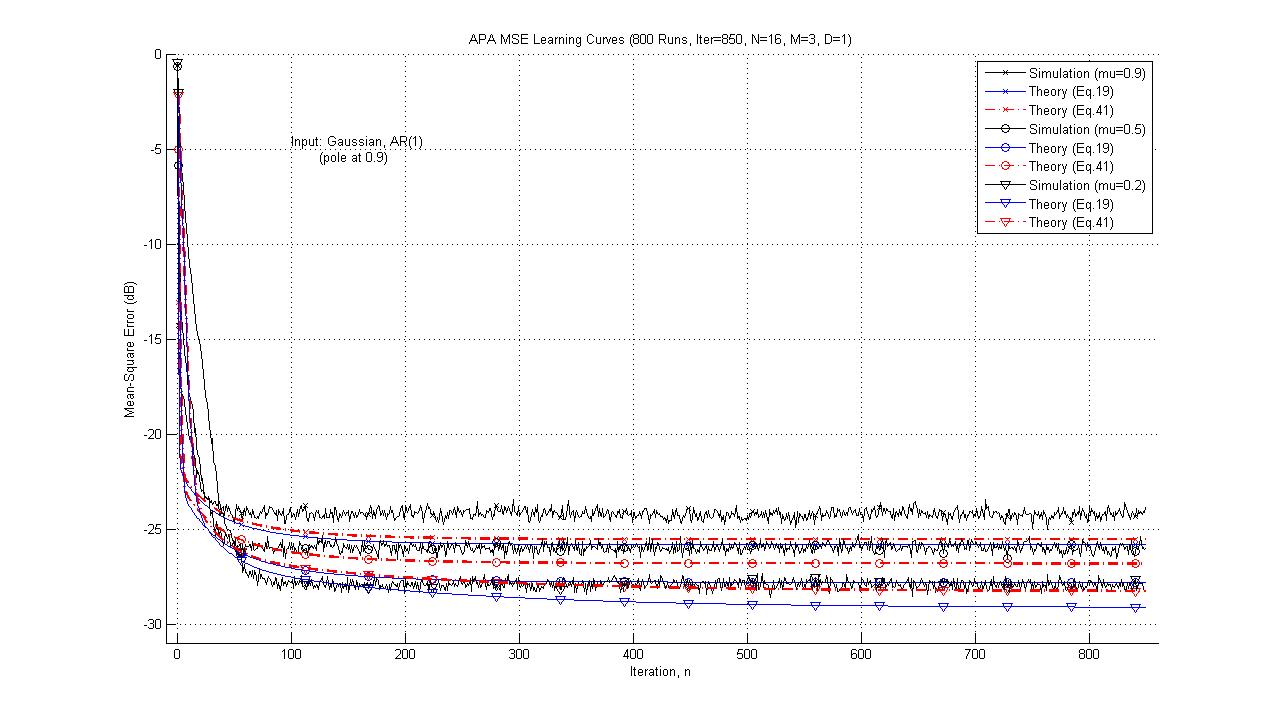 APA MSE Learning Curves (800 Runs, Iter=850, N=16, M=3, D=1)
0
-5
-10
-15
-20
-25
-30
Mean-Square Error (dB)
Input: Gaussian, AR(1)
(pole at 0.9)
Simulation (mu=0.9)
Theory (Eq.19)
Theory (Eq.41)
Simulation (mu=0.5)
Theory (Eq.19)
Theory (Eq.41)
Simulation (mu=0.2)
Theory (Eq.19)
Theory (Eq.41)
0 100 200 300 400 500 600 700 800
Iteration, n